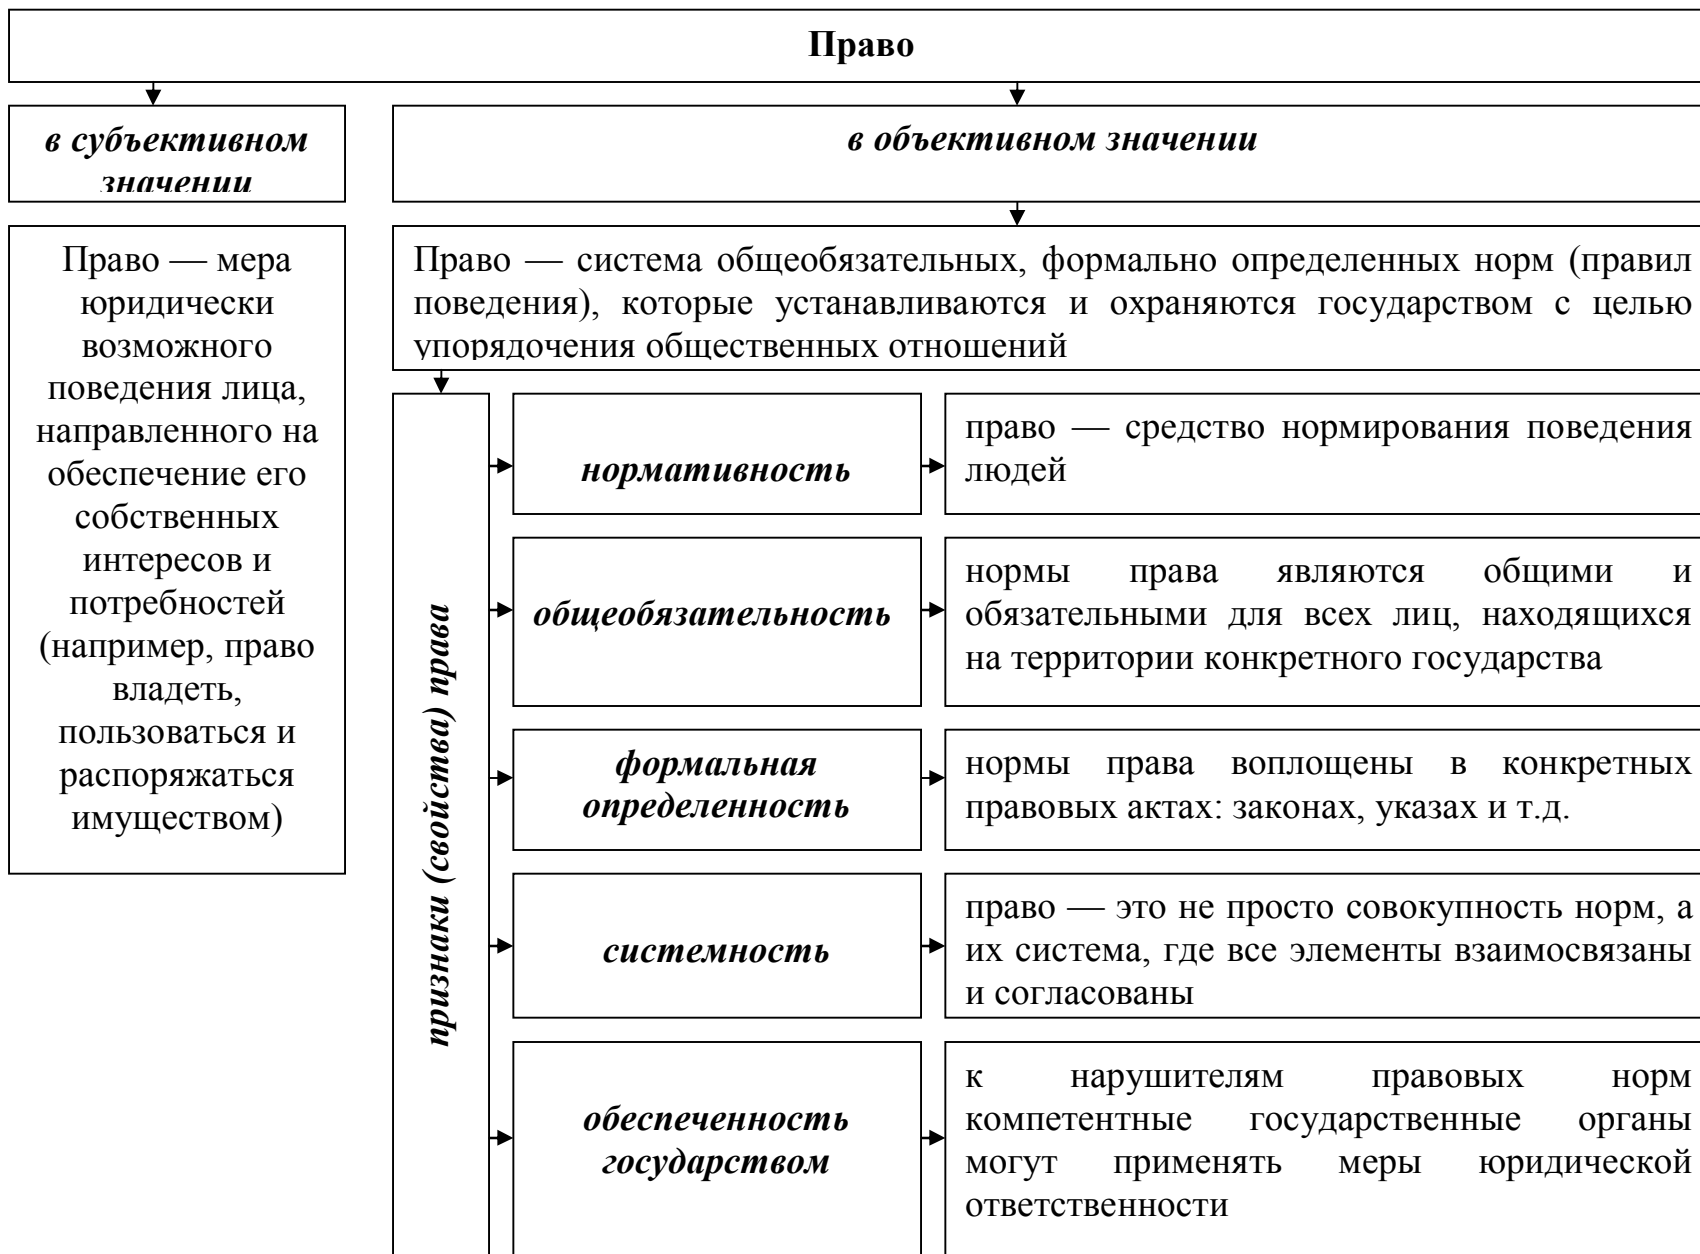 Право
в субъективном
значении
в объективном значении
Право — мера
юридически
возможного
поведения лица,
направленного на
обеспечение его
собственных
интересов и
потребностей
(например, право
владеть,
пользоваться и
распоряжаться
имуществом)
Право — система общеобязательных, формально определенных норм (правил
поведения), которые устанавливаются и охраняются государством с целью
упорядочения общественных отношений
признаки (свойства) права
нормативность
право — средство нормирования поведения
людей
общеобязательность
нормы права являются общими и
обязательными для всех лиц, находящихся
на территории конкретного государства
формальная
определенность
нормы права воплощены в конкретных
правовых актах: законах, указах и т.д.
системность
право — это не просто совокупность норм, а
их система, где все элементы взаимосвязаны
и согласованы
обеспеченность
государством
к нарушителям правовых норм
компетентные государственные органы
могут применять меры юридической
ответственности